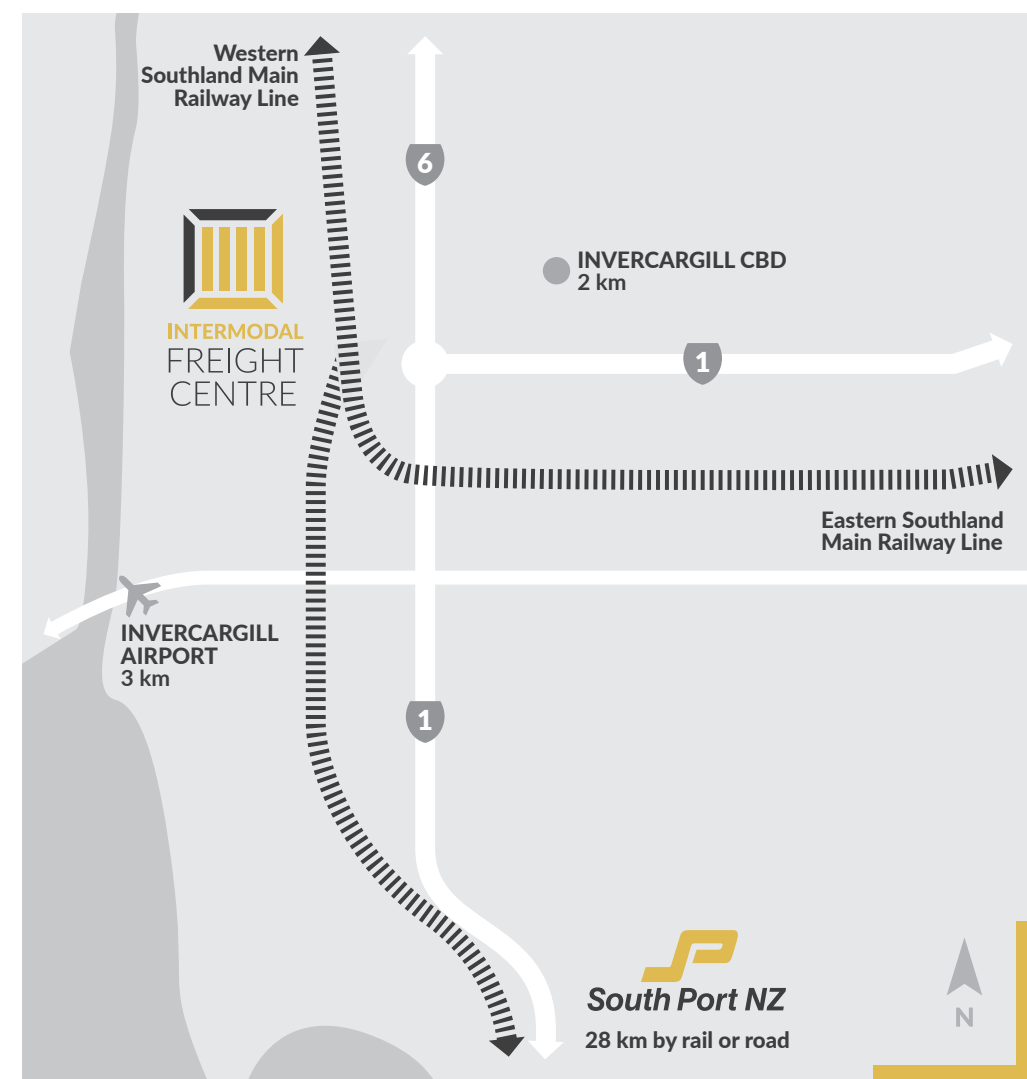 Western
Southland Main
Railway Line
6
INVERCARGILL CBD
2 km
INTERMODAL
FREIGHT
CENTRE
1
Eastern Southland
Main Railway Line
INVERCARGILL
AIRPORT
3 km
1
South Port NZ
28 km by rail or road
N